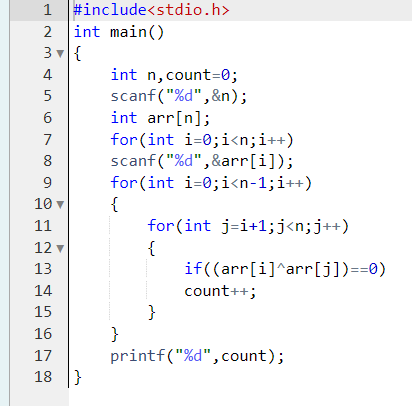 1 #include<stdio.h>
2 int main()
3 {
4 int n,count=0;
5 scanf("%d",&n);
6 int arr[n];
7 for(int i=0;i<n;i++)
8 scanf("%d",&arr[i]);
9 for(int i=0;i<n-1;i++)
10 {
11 for(int j=i+1;j<n;j++)
12 {
13 if((arr[i]^arr[j])==0)
14 count++;
15 }
16 }
17 printf("%d",count);
18 }